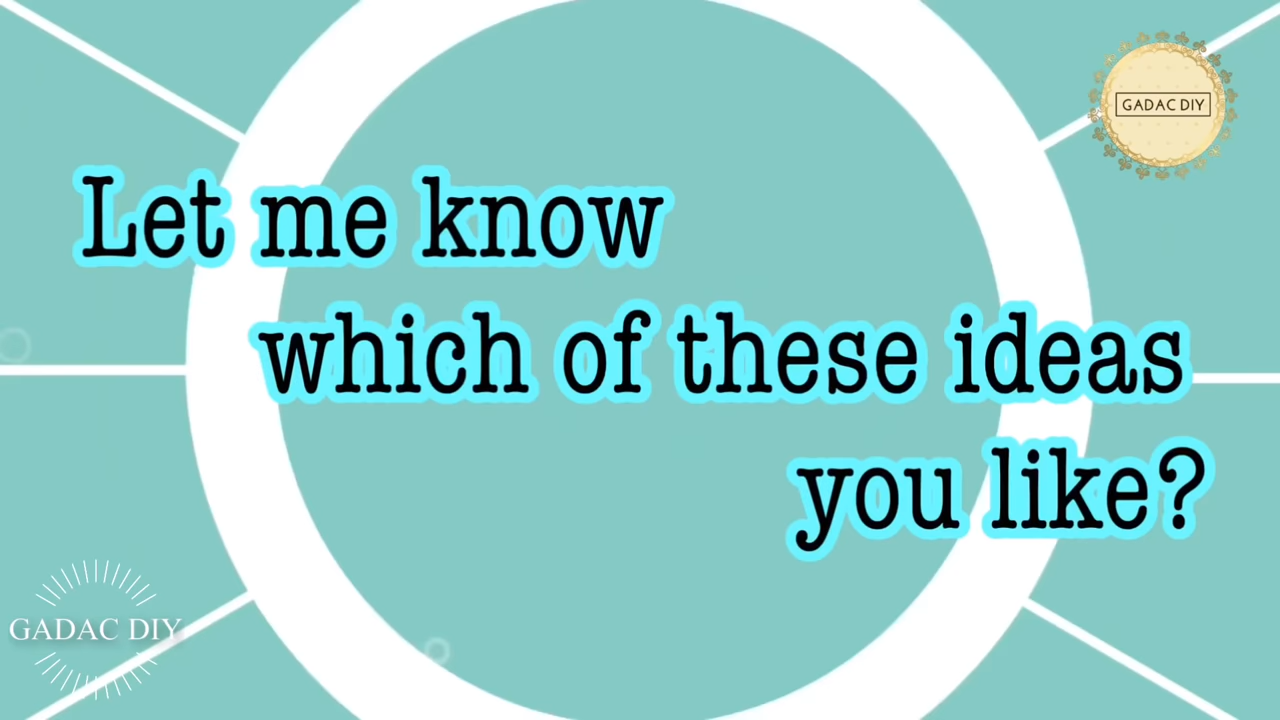 GADAC DIY
Let me know
which of these ideas
you like?
GADAC DIY